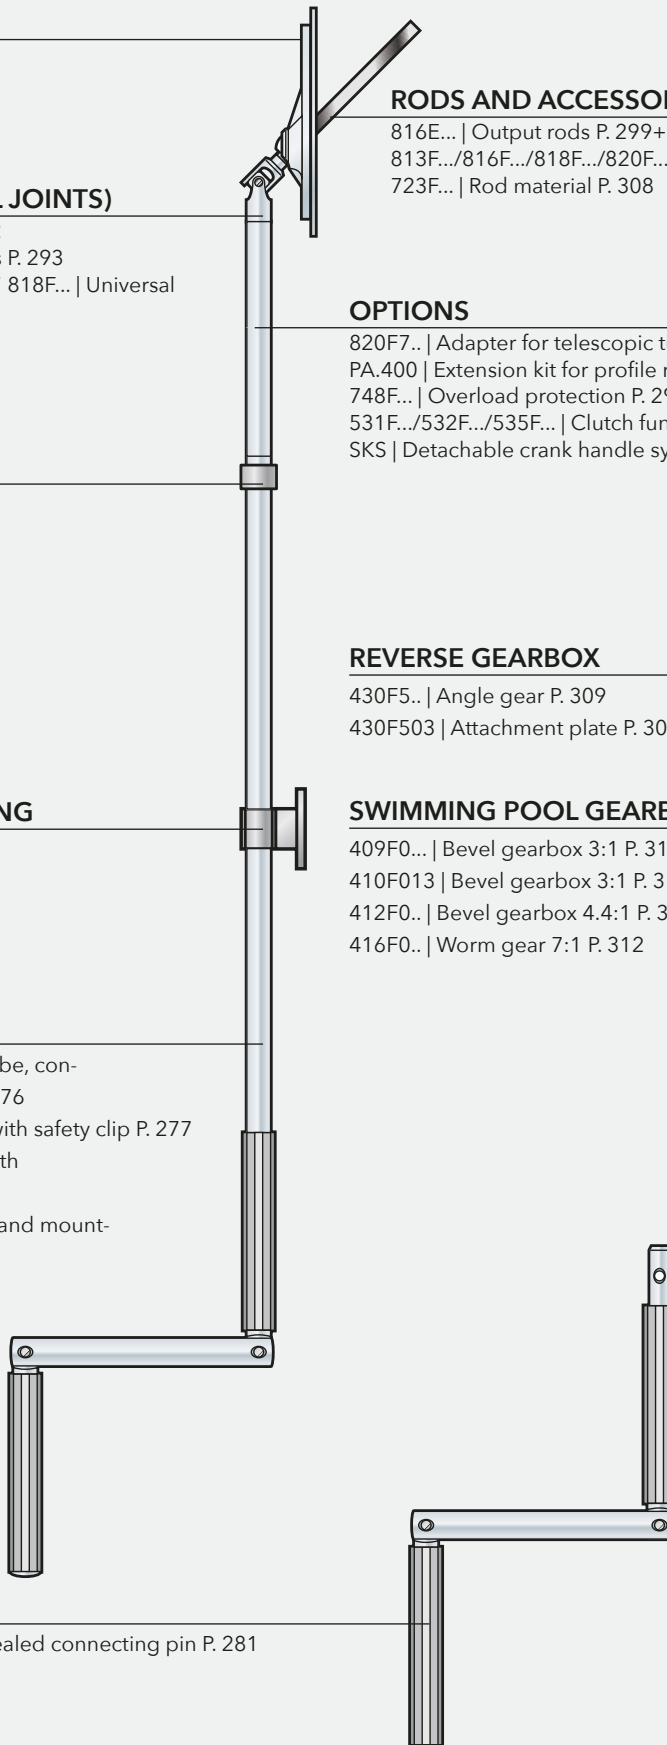 RODS AND ACCESSO
816E... | Output rods P. 299+
813F.../816F.../818F.../820F...
723F... | Rod material P. 308
JOINTS)
P. 293
818F... | Universal
OPTIONS
820F7.. | Adapter for telescopic t
PA.400 | Extension kit for profile
748F... | Overload protection P. 29
531F.../532F.../535F... | Clutch fun
SKS | Detachable crank handle sy
REVERSE GEARBOX
430F5.. | Angle gear P. 309
430F503 | Attachment plate P. 30
NG
SWIMMING POOL GEARB
409F0... | Bevel gearbox 3:1 P. 31
410F013 | Bevel gearbox 3:1 P. 3
412F0.. | Bevel gearbox 4.4:1 P. 3
416F0.. | Worm gear 7:1 P. 312
be, con-
76
with safety clip P. 277
th
and mount-
ealed connecting pin P. 281